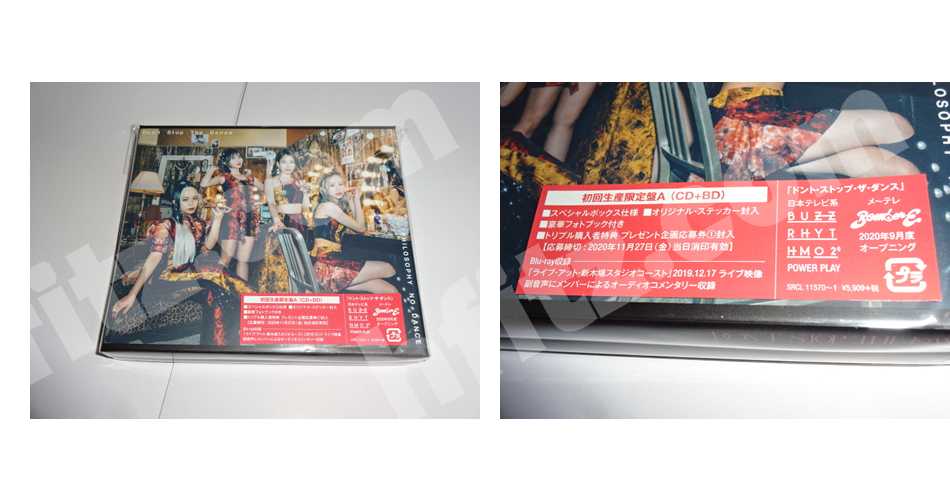 Don't Stop The Dance
PHILOSOPHY NO DANCE
初回生産限定盤A(CD+BD)
■スペシャルボックス仕様 ■オリジナル・ステッカー封入
■豪華フォトブック付き
■トリプル購入者特典・プレゼント企画応募券①封入
【応募締切:2020年11月27日(金)当日消印有効】
Blu-ray収録
「ライブ・アット・新木場スタジオコースト」2019.12.17 ライブ映像
副音声にメンバーによるオーディオコメンタリー収録
「ドント・ストップ・ザ・ダンス」
日本テレビ系
BUZZ
RHYT
HMO2
POWER PLAY
メ〜テレ
BomberE
2020年9月度
オープニング
SRCL 11570〜1 ¥5,909+税